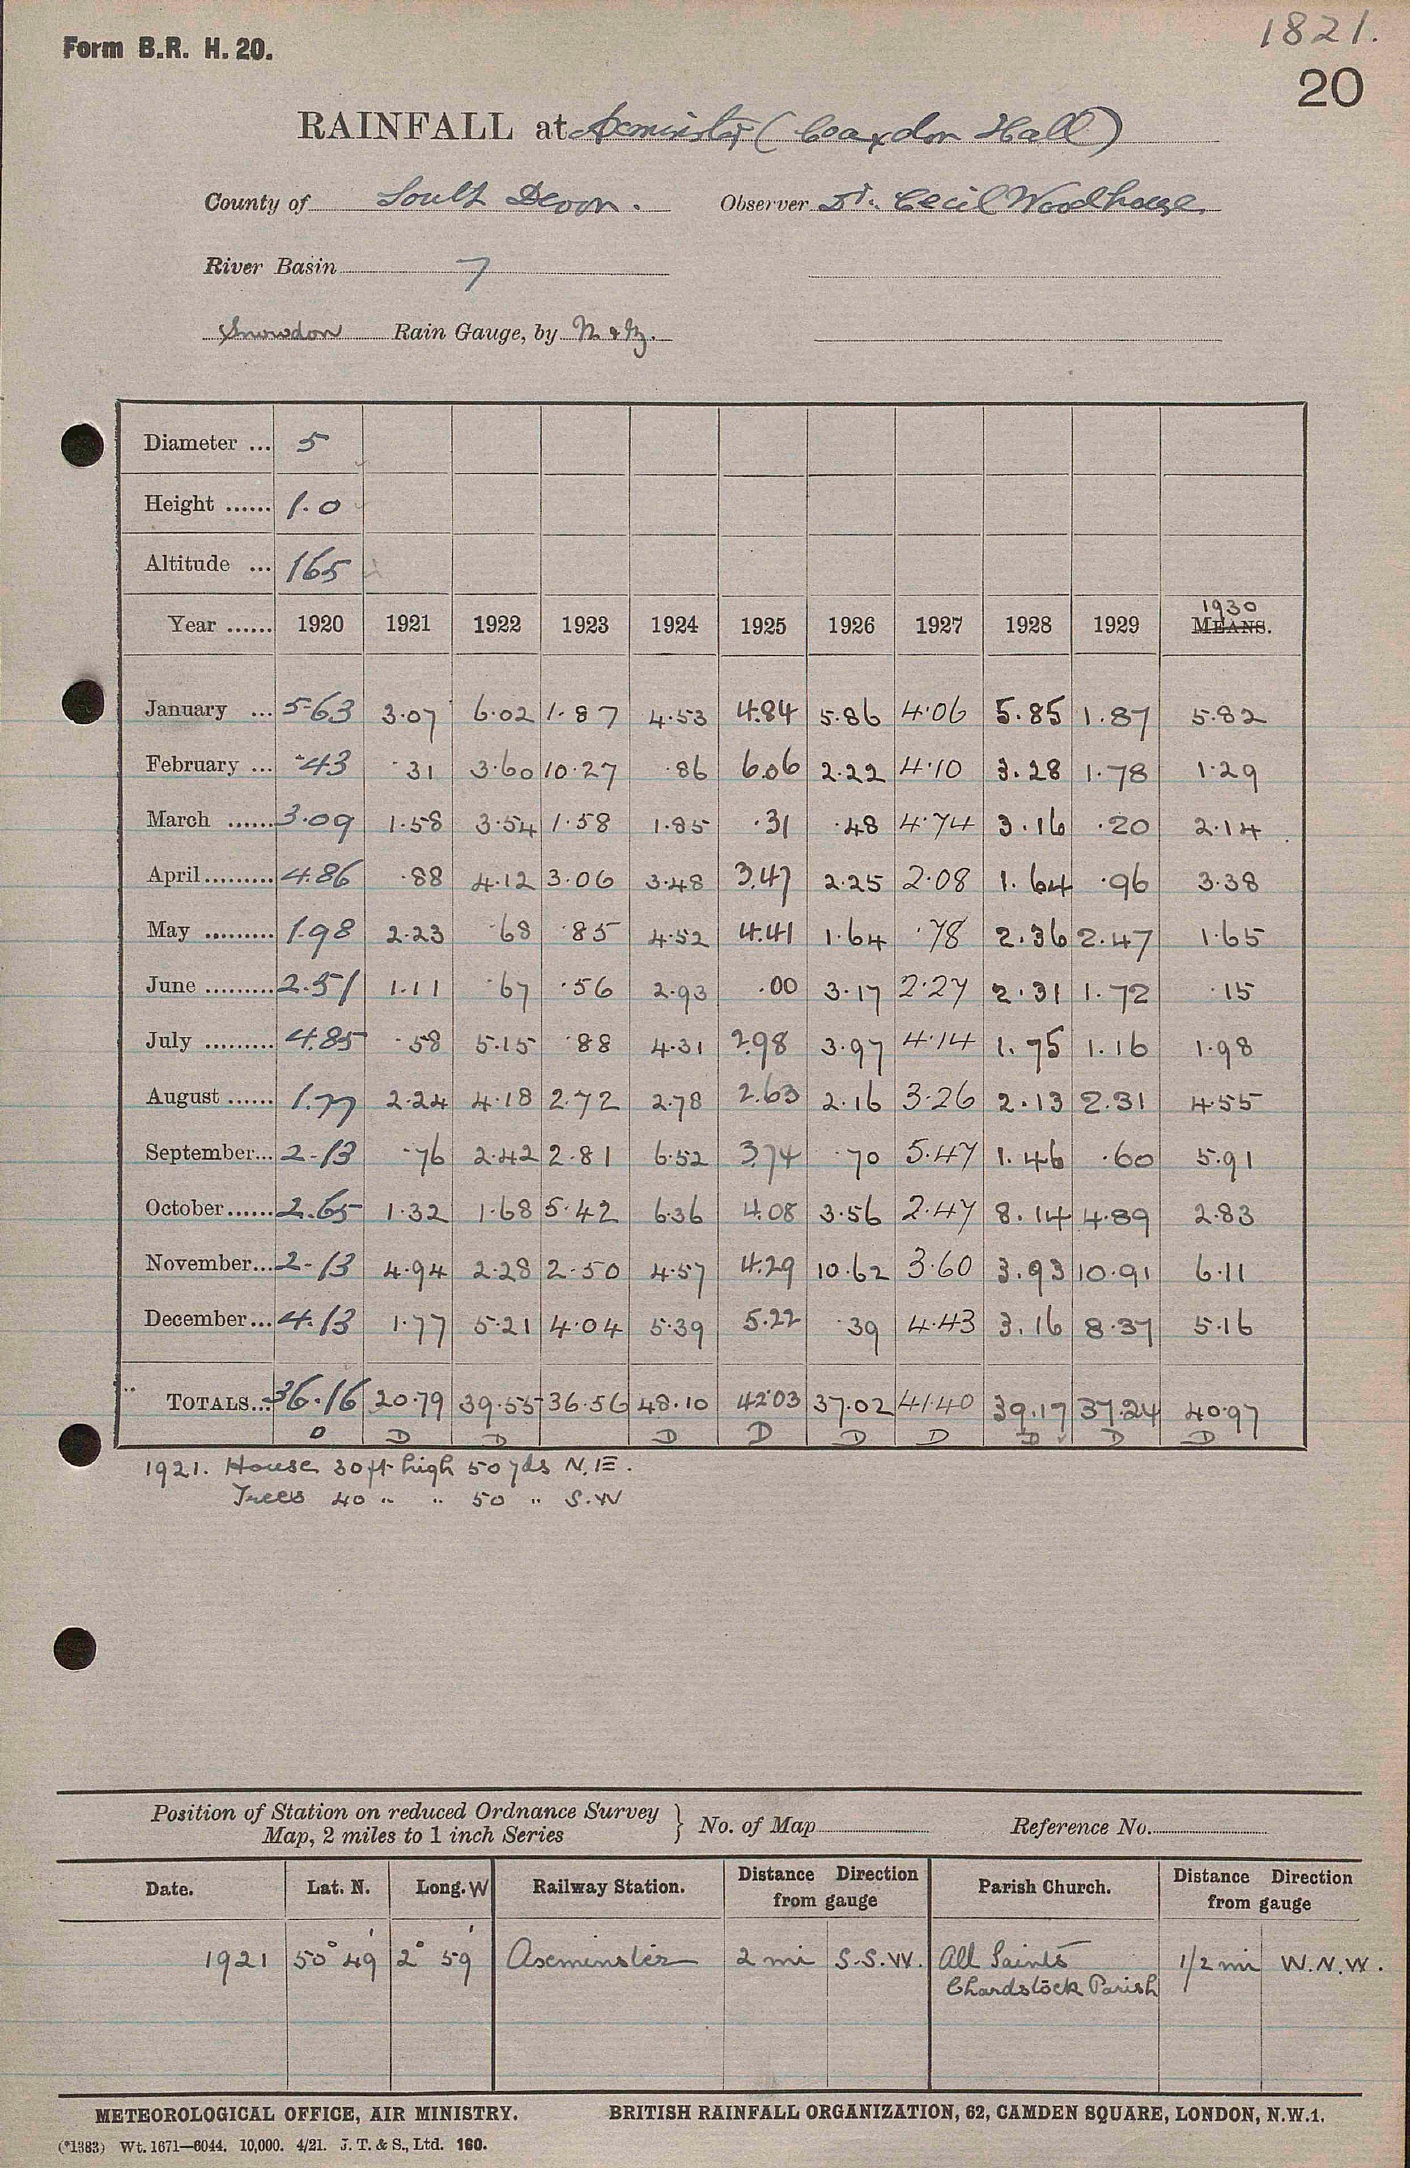 1821.
Form B.R. H. 20.
20
RAINFALL at Axminster (Coaxdon Hall)
County of South Devon. Observer Dr. Cecil Woodhouse
River Basin 7
Snowdon Rain Gauge, by N & Z.
Diameter ... 5
Height ...... 1.0
Altitude ... 165
Year ...... 1920 1921 1922 1923 1924 1925 1926 1927 1928 1929 1930 MEANS.
January ... 5.63 3.07 6.02 1.87 4.53 4.84 5.86 4.06 5.85 1.87 5.82
February ... .43 .31 3.60 10.27 .86 6.06 2.22 4.10 3.28 1.78 1.29
March ...... 3.09 1.58 3.54 1.58 1.85 .31 .48 4.74 3.16 .20 2.14
April ......... 4.86 .88 4.12 3.06 3.48 3.47 2.25 2.08 1.64 .96 3.38
May ......... 1.98 2.23 .68 .85 4.52 4.41 1.64 .78 2.36 2.47 1.65
June ......... 2.51 1.11 .67 .56 2.93 .00 3.17 2.27 2.31 1.72 .15
July ......... 4.85 .58 5.15 .88 4.31 2.98 3.97 4.14 1.75 1.16 1.98
August ...... 1.77 2.24 4.18 2.72 2.78 2.63 2.16 3.26 2.13 2.31 4.55
September... 2.13 .76 2.42 2.81 6.52 3.74 .70 5.47 1.46 .60 5.91
October ...... 2.65 1.32 1.68 5.42 6.36 4.08 3.56 2.47 8.14 4.89 2.83
November... 2.13 4.94 2.28 2.50 4.57 4.29 10.62 3.60 3.93 10.91 6.11
December... 4.13 1.77 5.21 4.04 5.39 5.22 .39 4.43 3.16 8.37 5.16
TOTALS... 36.16 20.79 39.55 36.56 48.10 42.03 37.02 41.40 39.17 37.24 40.97
D D D D D D D D D D
1921. House 30 ft high 50 yds N.E.
Trees 40 " " 50 " S.W
Position of Station on reduced Ordnance Survey
Map, 2 miles to 1 inch Series } No. of Map Reference No.
Date. Lat. N. Long. W Railway Station. Distance from gauge Direction Parish Church. Distance from gauge Direction
1921 50° 49' 2° 59' Axminster 2 mi S.S.W. All Saints 1/2 mi W.N.W.
Chardstock Parish
METEOROLOGICAL OFFICE, AIR MINISTRY. BRITISH RAINFALL ORGANIZATION, 62, CAMDEN SQUARE, LONDON, N.W.1.
(*1383) Wt. 1671—6044. 10,000. 4/21. J. T. & S., Ltd. 160.